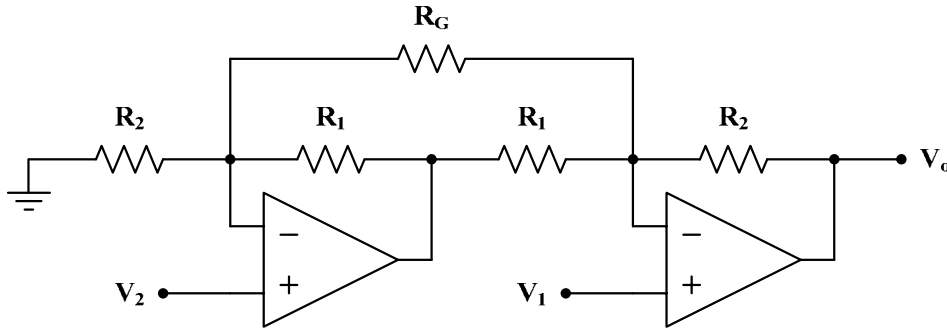 R_G
R_2 R_1 R_1 R_2
V_o
− −
+ +
V_2 V_1